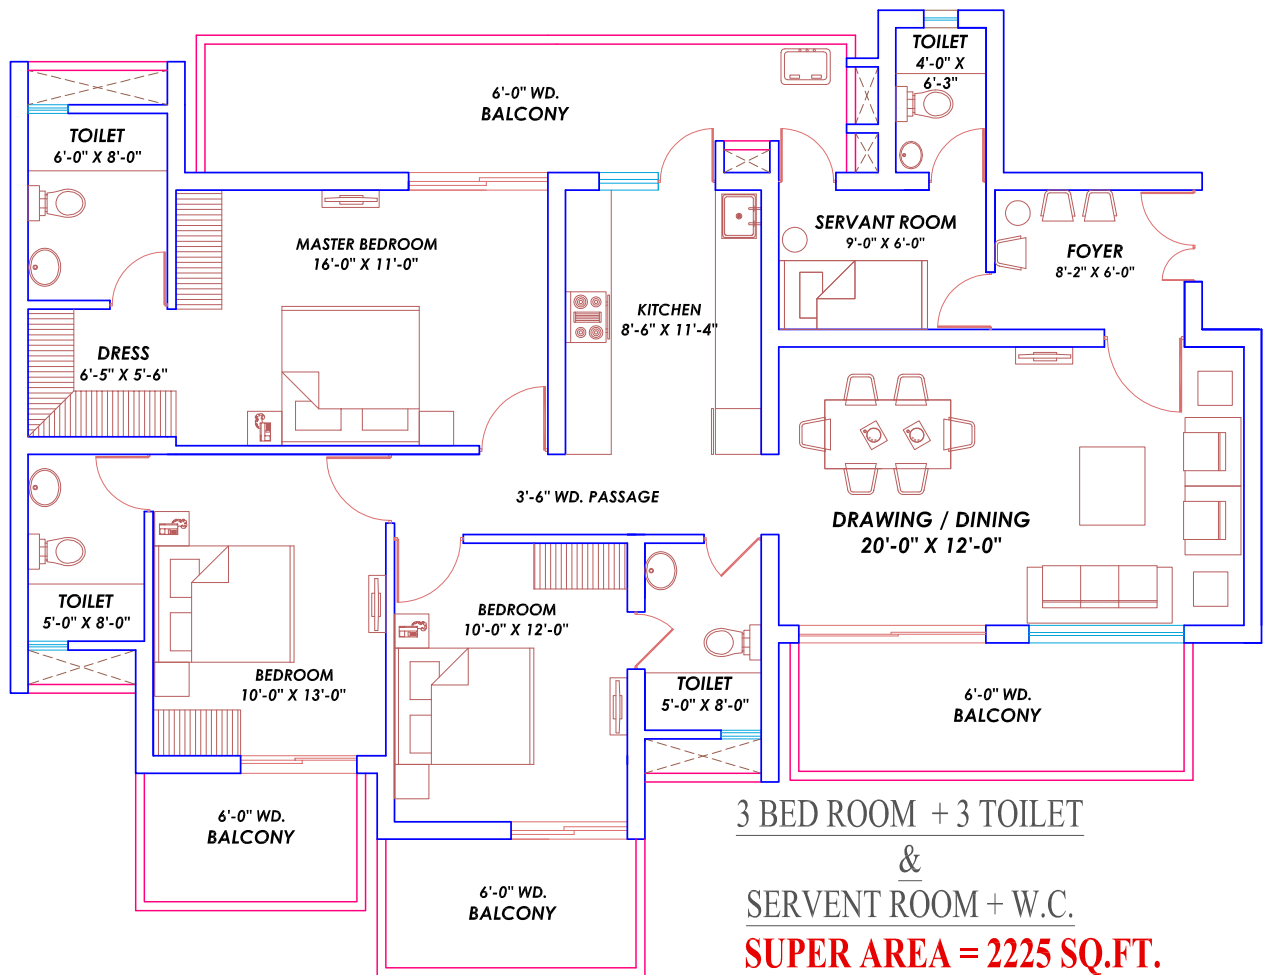 TOILET
4'-0" X
6'-3"
6'-0" WD.
BALCONY
TOILET
6'-0" X 8'-0"
MASTER BEDROOM
16'-0" X 11'-0"
SERVANT ROOM
9'-0" X 6'-0"
FOYER
8'-2" X 6'-0"
KITCHEN
8'-6" X 11'-4"
DRESS
6'-5" X 5'-6"
3'-6" WD. PASSAGE
DRAWING / DINING
20'-0" X 12'-0"
TOILET
5'-0" X 8'-0"
BEDROOM
10'-0" X 12'-0"
BEDROOM
10'-0" X 13'-0"
TOILET
5'-0" X 8'-0"
6'-0" WD.
BALCONY
6'-0" WD.
BALCONY
6'-0" WD.
BALCONY
3 BED ROOM + 3 TOILET
&
SERVENT ROOM + W.C.
SUPER AREA = 2225 SQ.FT.